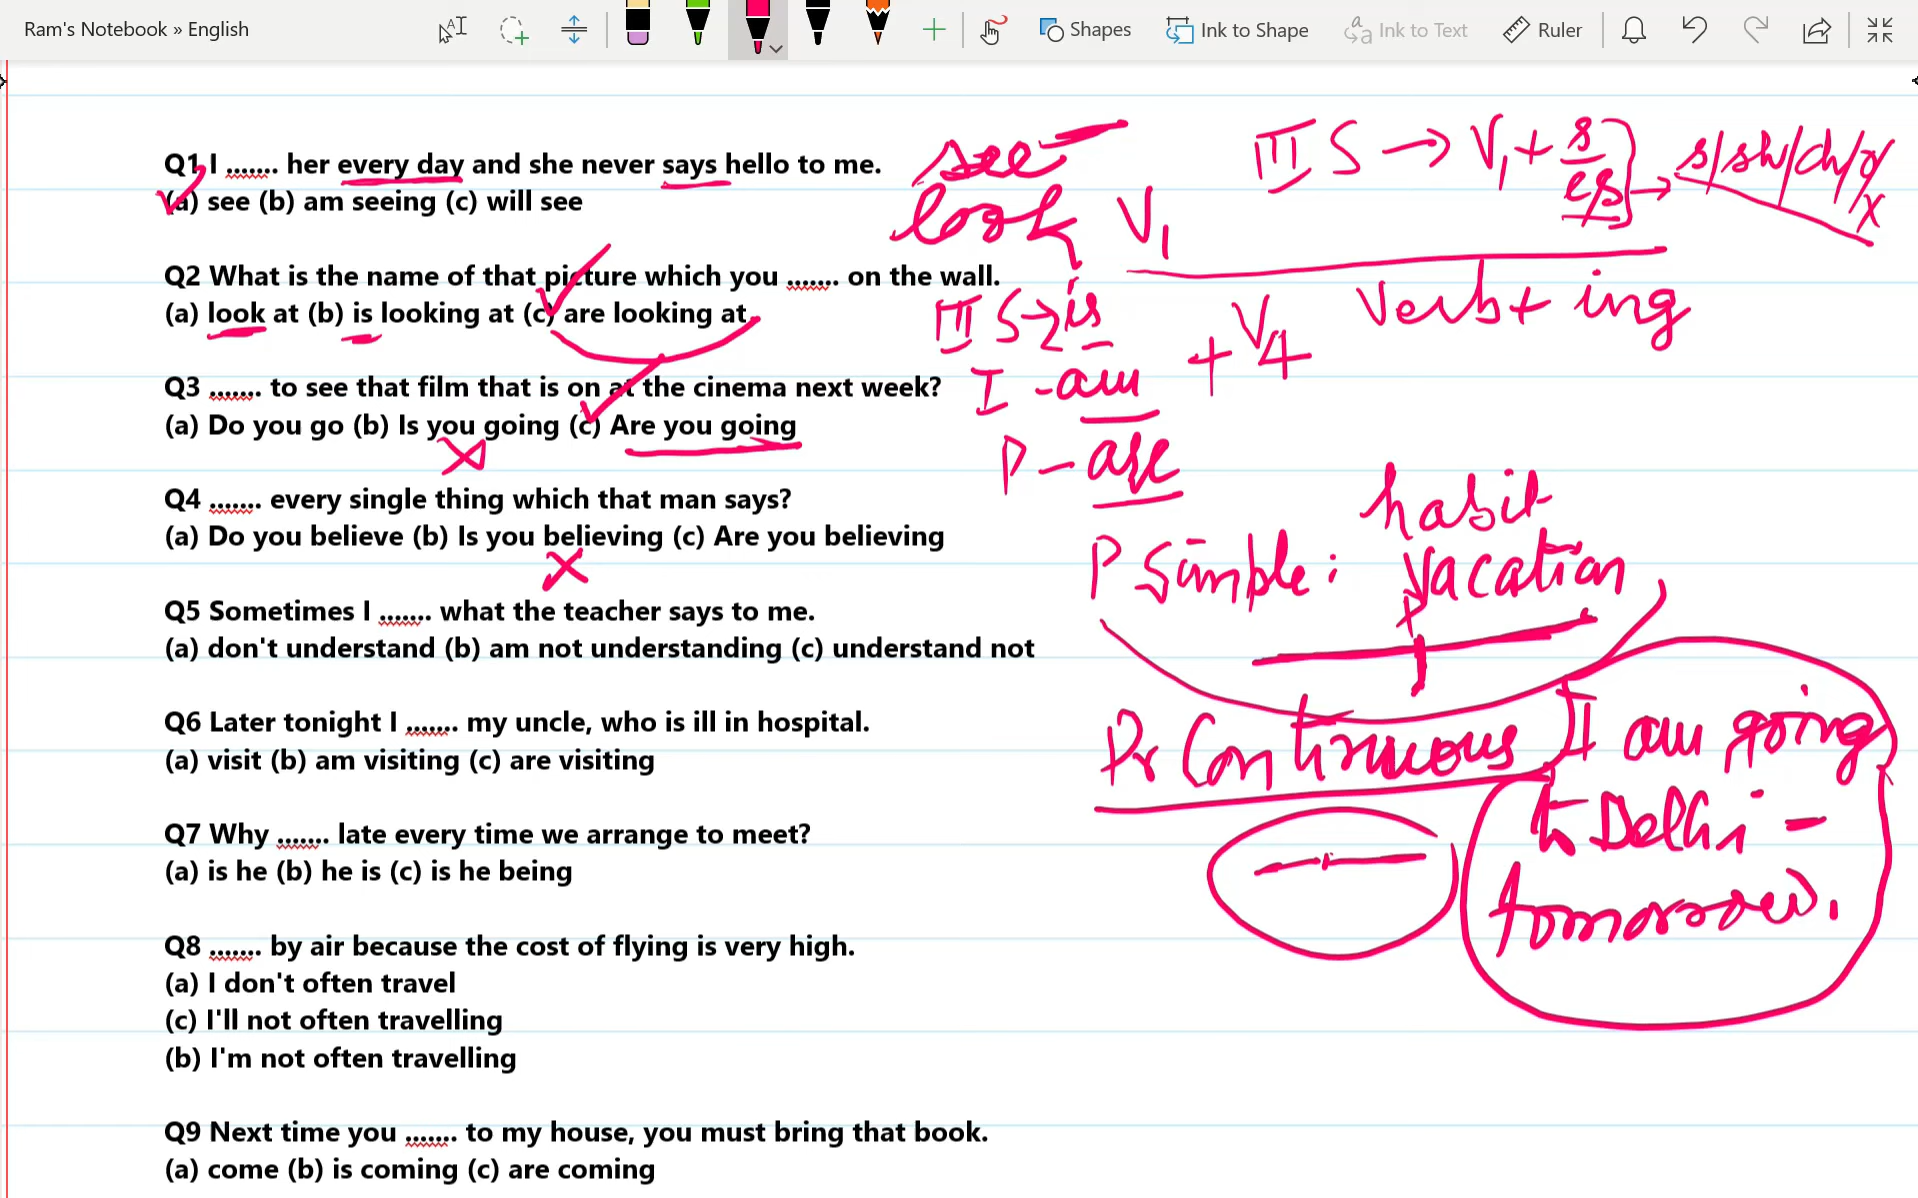 Ram's Notebook » English
Shapes
Ink to Shape
Ink to Text
Ruler
Q1 I ....... her every day and she never says hello to me.
(a) see (b) am seeing (c) will see
Q2 What is the name of that picture which you ....... on the wall.
(a) look at (b) is looking at (c) are looking at
Q3 ....... to see that film that is on at the cinema next week?
(a) Do you go (b) Is you going (c) Are you going
Q4 ....... every single thing which that man says?
(a) Do you believe (b) Is you believing (c) Are you believing
Q5 Sometimes I ....... what the teacher says to me.
(a) don't understand (b) am not understanding (c) understand not
Q6 Later tonight I ....... my uncle, who is ill in hospital.
(a) visit (b) am visiting (c) are visiting
Q7 Why ....... late every time we arrange to meet?
(a) is he (b) he is (c) is he being
Q8 ....... by air because the cost of flying is very high.
(a) I don't often travel
(c) I'll not often travelling
(b) I'm not often travelling
Q9 Next time you ....... to my house, you must bring that book.
(a) come (b) is coming (c) are coming
see
look V1
III S → V1 + s/es } → s/sh/ch/o/x
III S → is
I - am + V4 verb + ing
P - are
P Simple : habit
vacation
Pr Continuous I am going
to Delhi -
tomorrow.